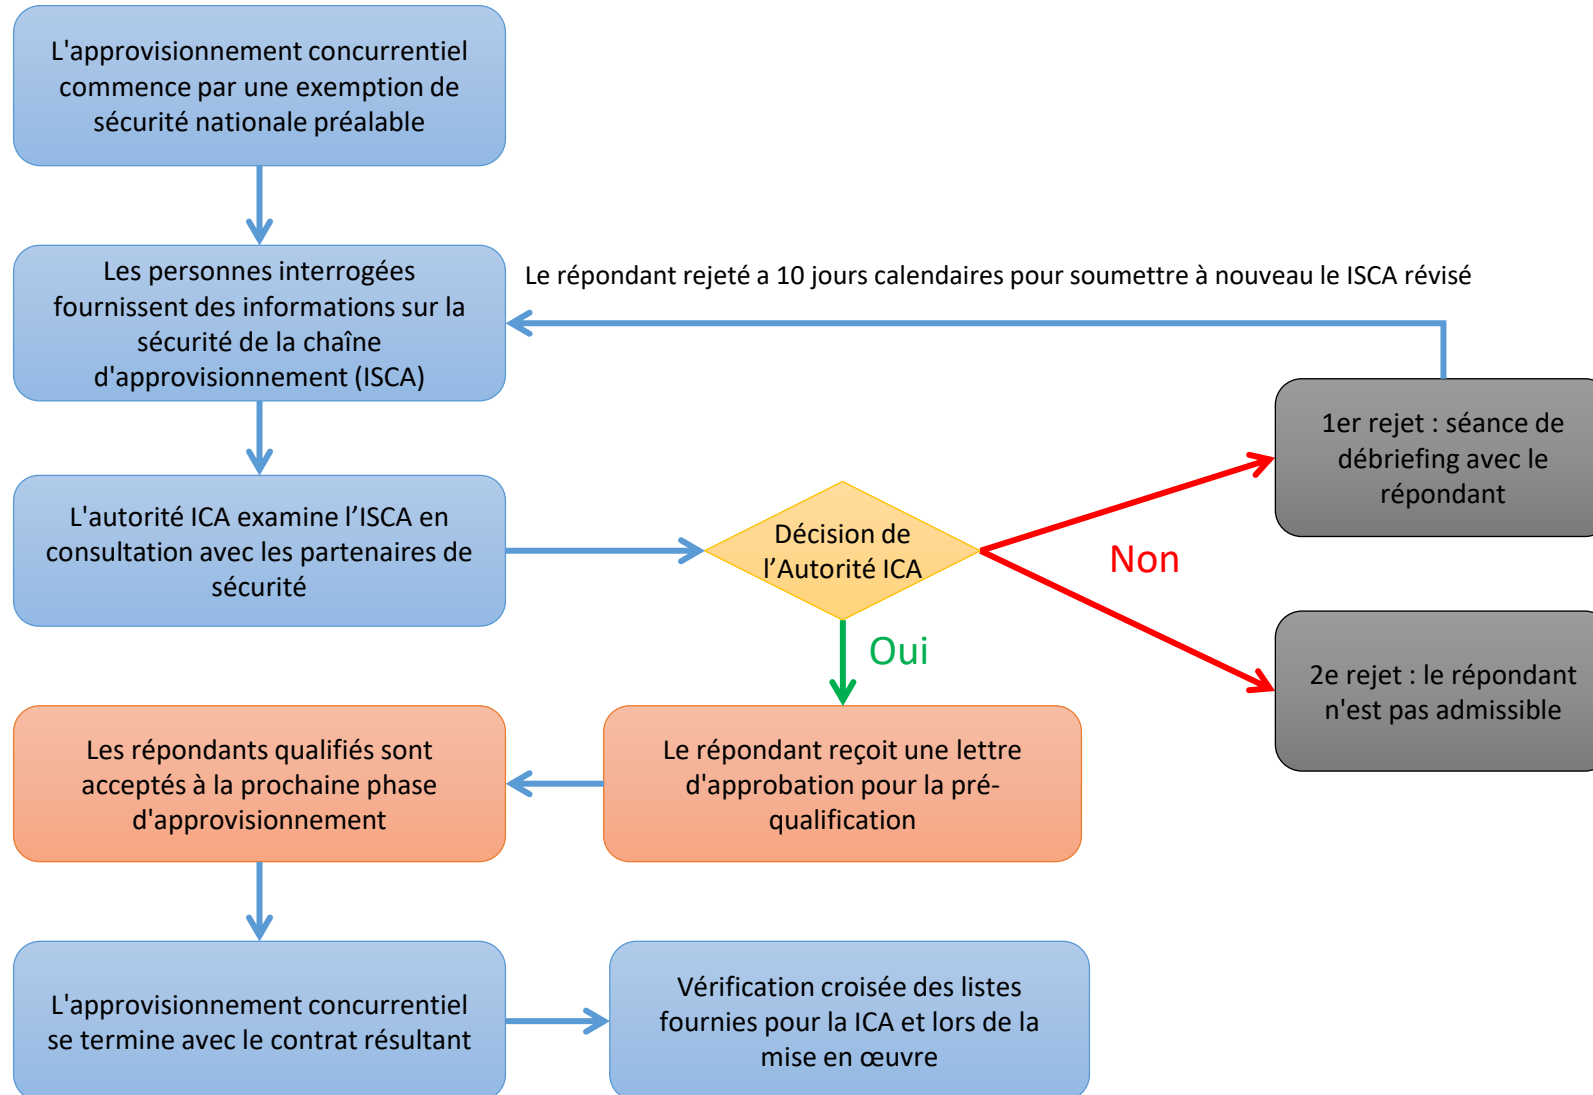 L'approvisionnement concurrentiel
commence par une exemption de
sécurité nationale préalable
Les personnes interrogées
fournissent des informations sur la
sécurité de la chaîne
d'approvisionnement (ISCA)
Le répondant rejeté a 10 jours calendaires pour soumettre à nouveau le ISCA révisé
1er rejet : séance de
débriefing avec le
répondant
L'autorité ICA examine l’ISCA en
consultation avec les partenaires de
sécurité
Décision de
l’Autorité ICA
Non
Oui
2e rejet : le répondant
n'est pas admissible
Les répondants qualifiés sont
acceptés à la prochaine phase
d'approvisionnement
Le répondant reçoit une lettre
d'approbation pour la pré-
qualification
L'approvisionnement concurrentiel
se termine avec le contrat résultant
Vérification croisée des listes
fournies pour la ICA et lors de la
mise en œuvre